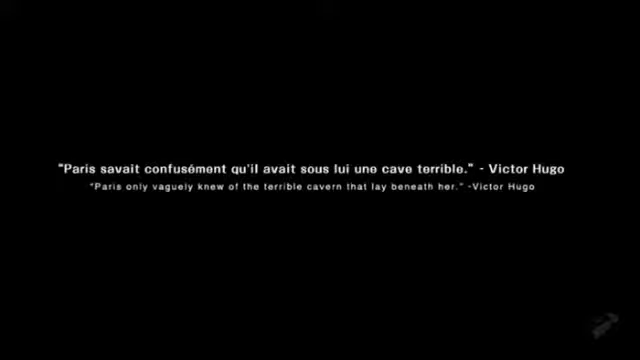 "Paris savait confusément qu'il avait sous lui une cave terrible." - Victor Hugo
"Paris only vaguely knew of the terrible cavern that lay beneath her." -Victor Hugo